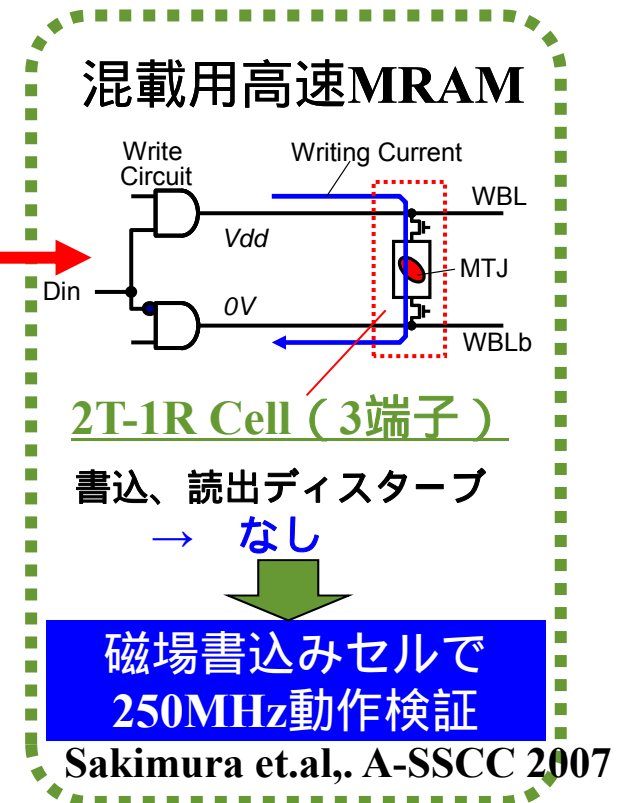 混載用高速MRAM
Write
Circuit
Writing Current
WBL
Vdd
MTJ
Din
0V
WBLb
2T-1R Cell（3端子）
書込、読出ディスターブ
→ なし
磁場書込みセルで
250MHz動作検証
Sakimura et.al,. A-SSCC 2007